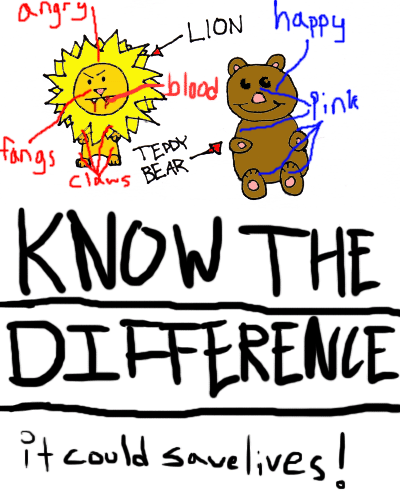 angry
LION
happy
blood
pink
fangs
claws
TEDDY
BEAR
KNOW THE
DIFFERENCE
it could save lives!